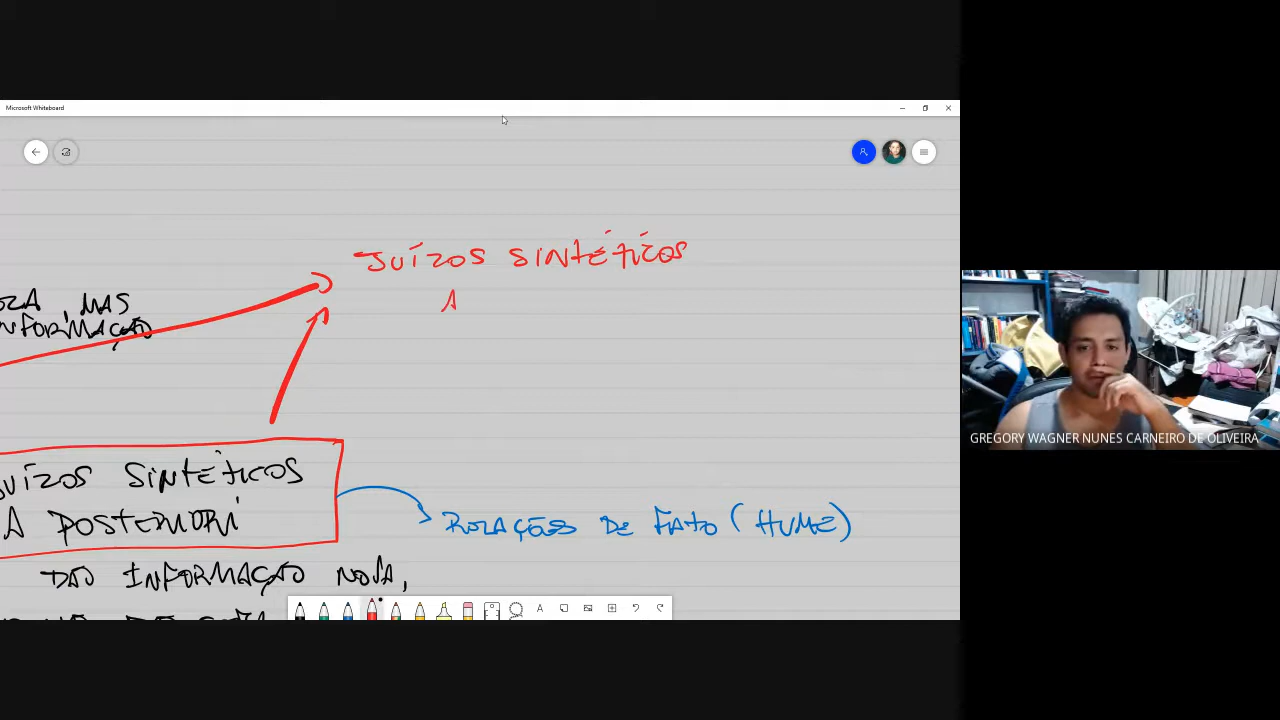 Microsoft Whiteboard
JUÍZOS SINTÉTICOS
A
, MAS
INFORMAÇÃO
GREGORY WAGNER NUNES CARNEIRO DE OLIVEIRA
JUÍZOS SINTÉTICOS
A POSTERIORI
RELAÇÕES DE FATO (HUME)
DÃO INFORMAÇÃO NOVA,